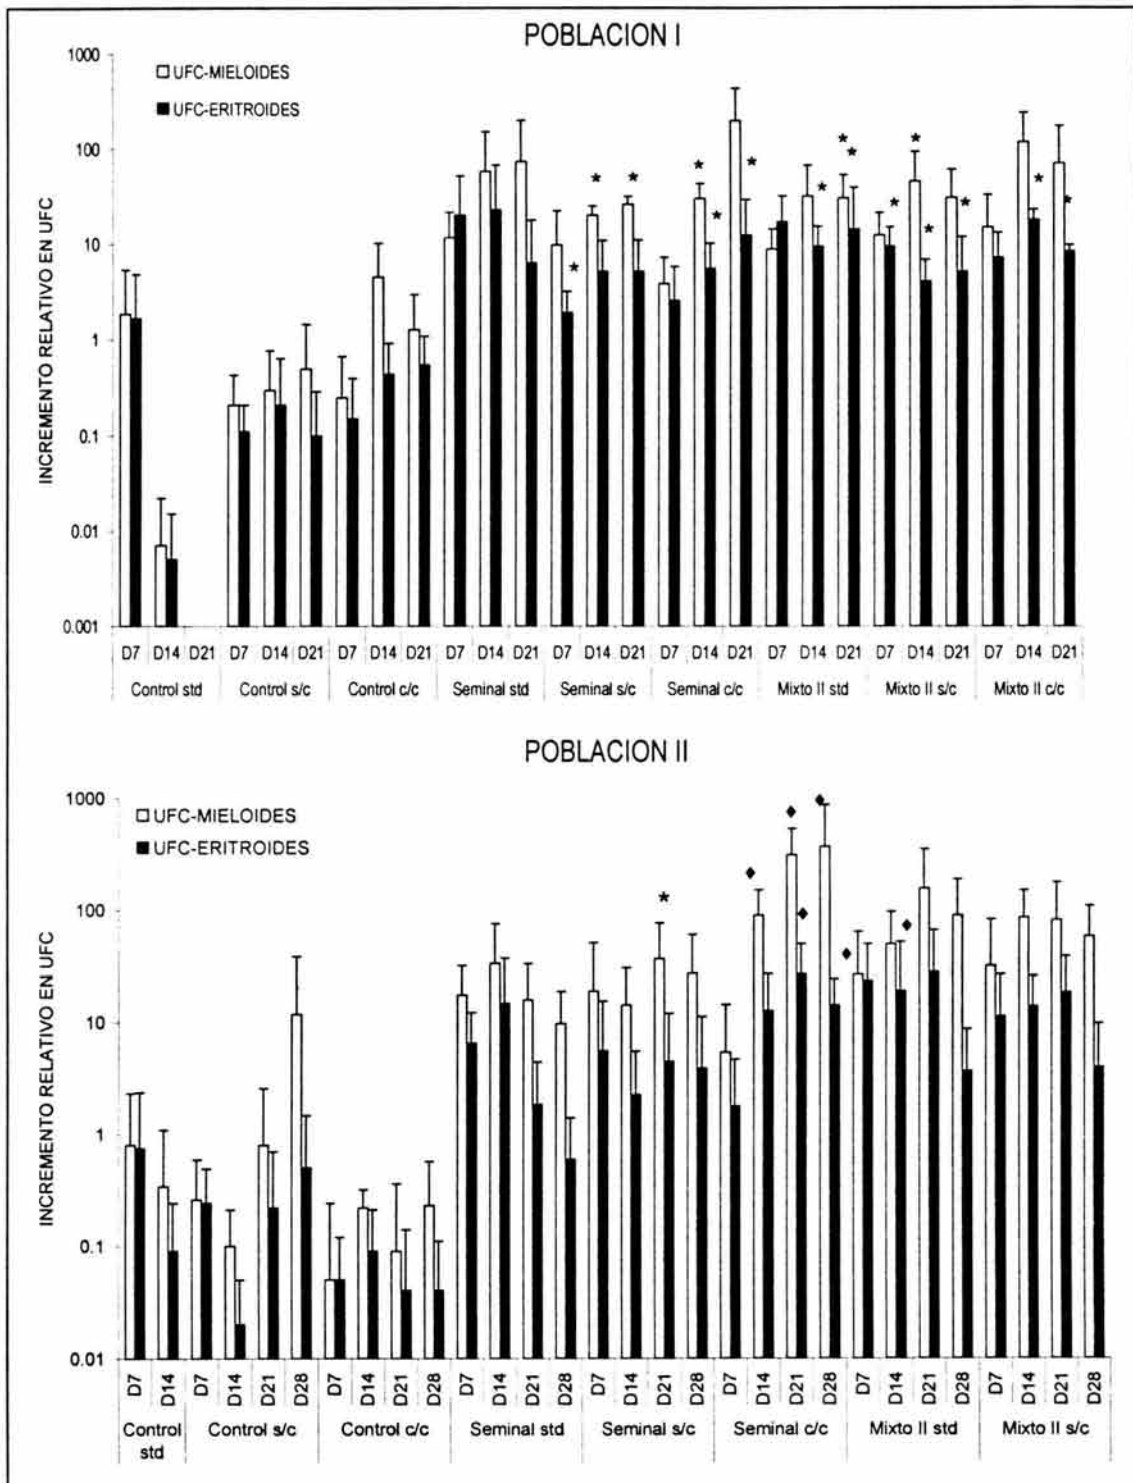 POBLACION I
UFC-MIELOIDES
UFC-ERITROIDES
INCREMENTO RELATIVO EN UFC
1000
100
10
1
0.1
0.01
0.001
D7 D14 D21 D7 D14 D21 D7 D14 D21 D7 D14 D21 D7 D14 D21 D7 D14 D21 D7 D14 D21 D7 D14 D21 D7 D14 D21
Control std Control s/c Control c/c Seminal std Seminal s/c Seminal c/c Mixto II std Mixto II s/c Mixto II c/c
POBLACION II
UFC-MIELOIDES
UFC-ERITROIDES
INCREMENTO RELATIVO EN UFC
1000
100
10
1
0.1
0.01
D7 D14 D7 D14 D21 D28 D7 D14 D21 D28 D7 D14 D21 D28 D7 D14 D21 D28 D7 D14 D21 D28 D7 D14 D21 D28 D7 D14 D21 D28
Control std Control s/c Control c/c Seminal std Seminal s/c Seminal c/c Mixto II std Mixto II s/c